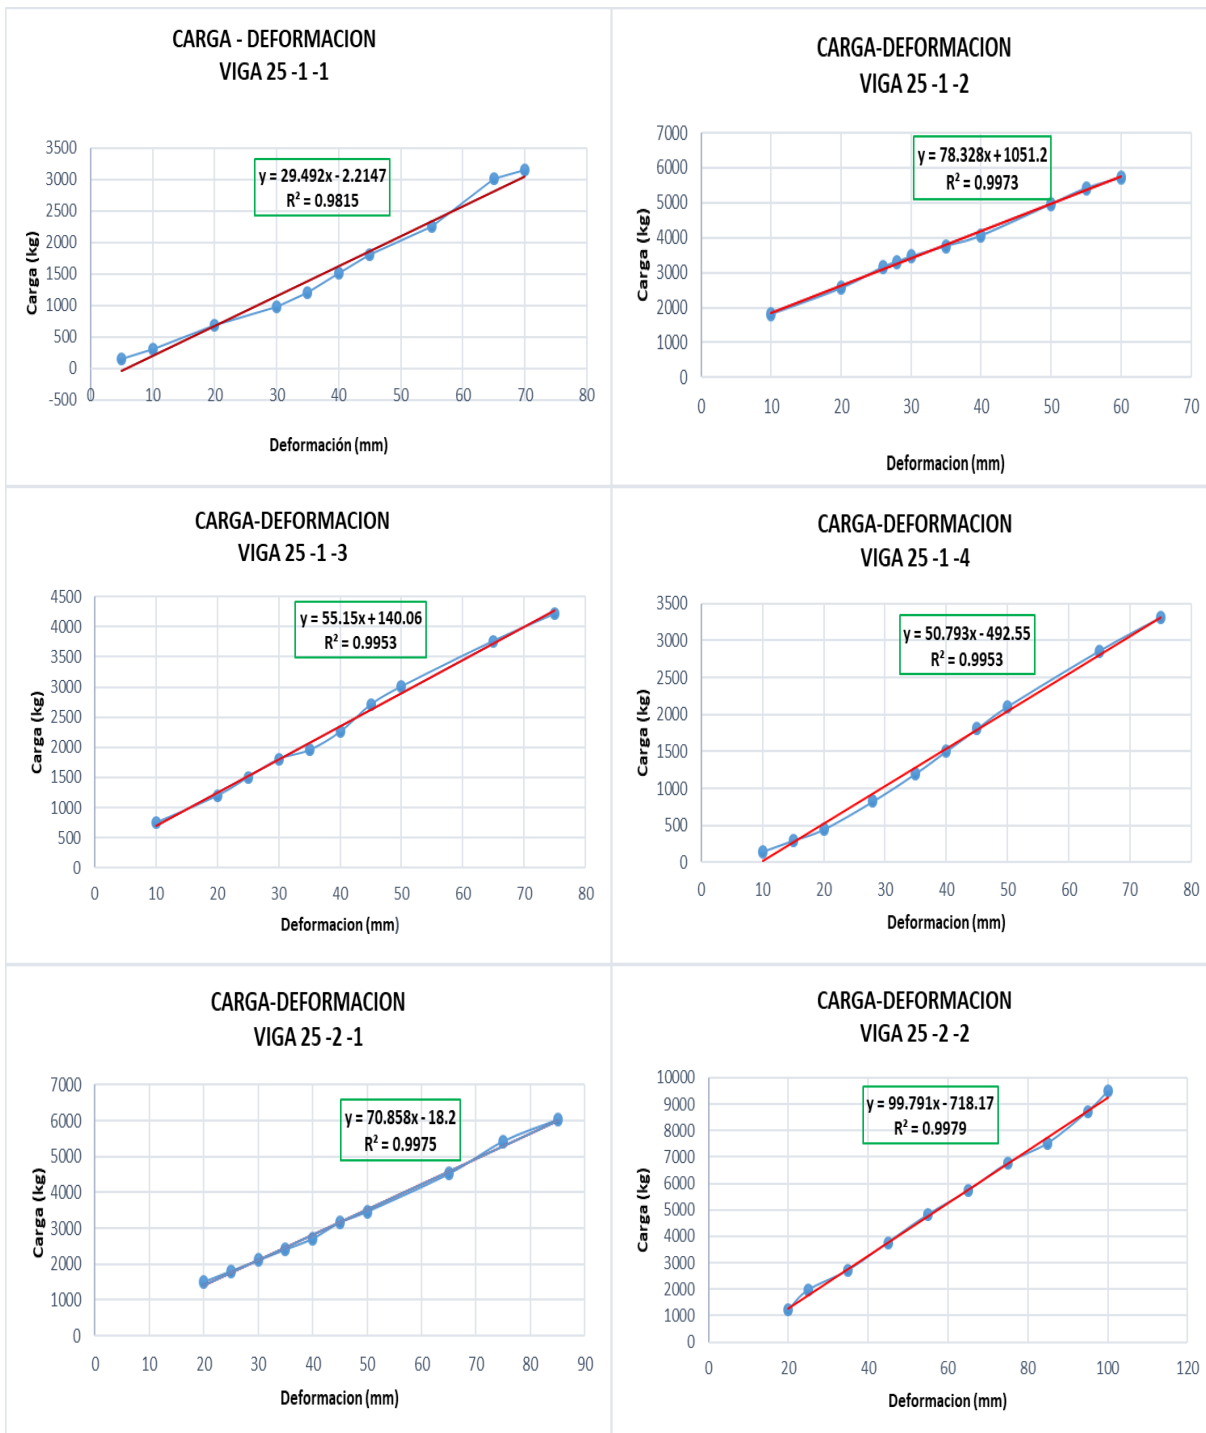 CARGA - DEFORMACION
VIGA 25 -1 -1
3500
3000
2500
2000
1500
1000
500
0
-500
0 10 20 30 40 50 60 70 80
y = 29.492x - 2.2147
R² = 0.9815
Carga (kg)
Deformación (mm)
CARGA-DEFORMACION
VIGA 25 -1 -2
7000
6000
5000
4000
3000
2000
1000
0
0 10 20 30 40 50 60 70
y = 78.328x + 1051.2
R² = 0.9973
Carga (kg)
Deformacion (mm)
CARGA-DEFORMACION
VIGA 25 -1 -3
4500
4000
3500
3000
2500
2000
1500
1000
500
0
0 10 20 30 40 50 60 70 80
y = 55.15x + 140.06
R² = 0.9953
Carga (kg)
Deformacion (mm)
CARGA-DEFORMACION
VIGA 25 -1 -4
3500
3000
2500
2000
1500
1000
500
0
0 10 20 30 40 50 60 70 80
y = 50.793x - 492.55
R² = 0.9953
Carga (kg)
Deformacion (mm)
CARGA-DEFORMACION
VIGA 25 -2 -1
7000
6000
5000
4000
3000
2000
1000
0
0 10 20 30 40 50 60 70 80 90
y = 70.858x - 18.2
R² = 0.9975
Carga (kg)
Deformacion (mm)
CARGA-DEFORMACION
VIGA 25 -2 -2
10000
9000
8000
7000
6000
5000
4000
3000
2000
1000
0
0 20 40 60 80 100 120
y = 99.791x - 718.17
R² = 0.9979
Carga (kg)
Deformacion (mm)